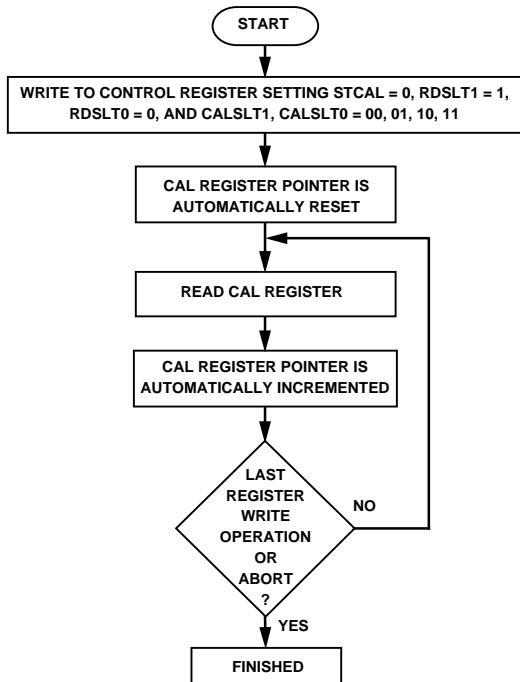 START
WRITE TO CONTROL REGISTER SETTING STCAL = 0, RDSLT1 = 1,
RDSLT0 = 0, AND CALSLT1, CALSLT0 = 00, 01, 10, 11
CAL REGISTER POINTER IS
AUTOMATICALLY RESET
READ CAL REGISTER
CAL REGISTER POINTER IS
AUTOMATICALLY INCREMENTED
LAST
REGISTER
WRITE
OPERATION
OR
ABORT
?
NO
YES
FINISHED